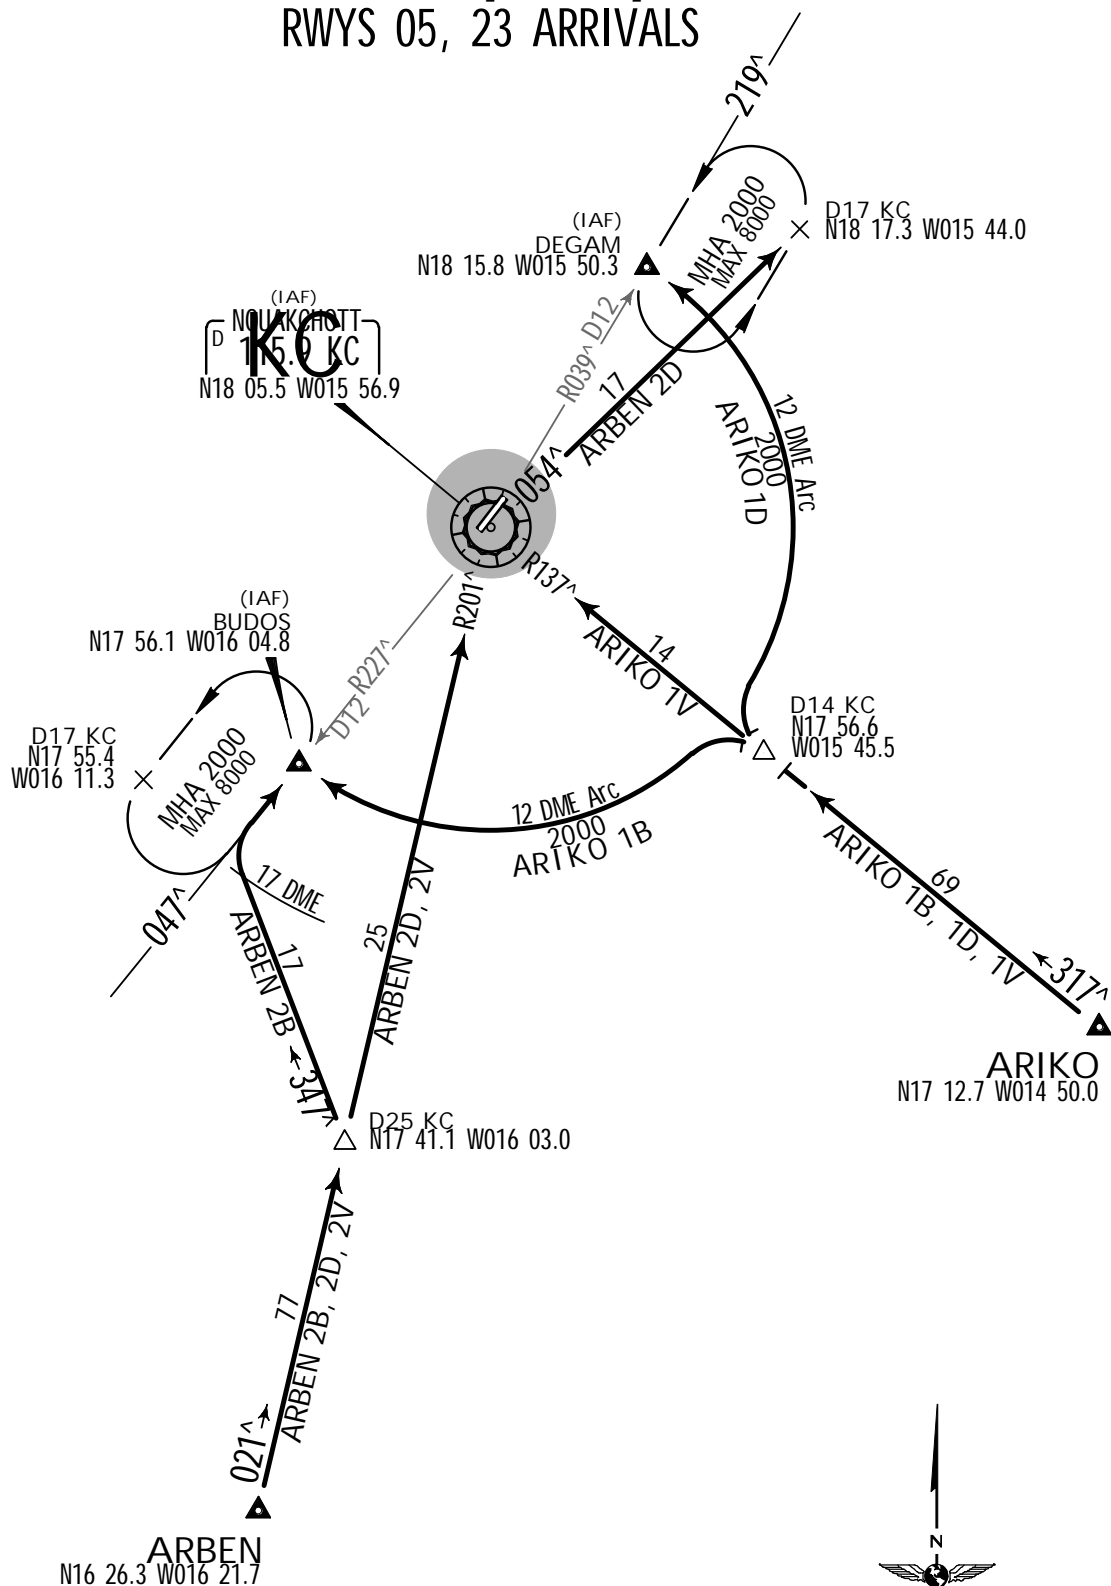 RWYS 05, 23 ARRIVALS
219^
MHA 2000
MAX 8000
D17 KC
N18 17.3 W015 44.0
(IAF)
DEGAM
N18 15.8 W015 50.3
(IAF)
NOUAKCHOTT
D
115.9 KC
KC
N18 05.5 W015 56.9
R039^ D12
17
ARBEN 2D
054^
12 DME Arc
2000
ARIKO 1D
R137^
R201^
14
ARIKO 1V
(IAF)
BUDOS
N17 56.1 W016 04.8
R227^
D12
D14 KC
N17 56.6
W015 45.5
D17 KC
N17 55.4
W016 11.3
MHA 2000
MAX 8000
12 DME Arc
2000
ARIKO 1B
69
ARIKO 1B, 1D, 1V
17 DME
047^
17
ARBEN 2B
25
ARBEN 2D, 2V
317^
347^
ARIKO
N17 12.7 W014 50.0
D25 KC
N17 41.1 W016 03.0
77
ARBEN 2B, 2D, 2V
021^
ARBEN
N16 26.3 W016 21.7
N